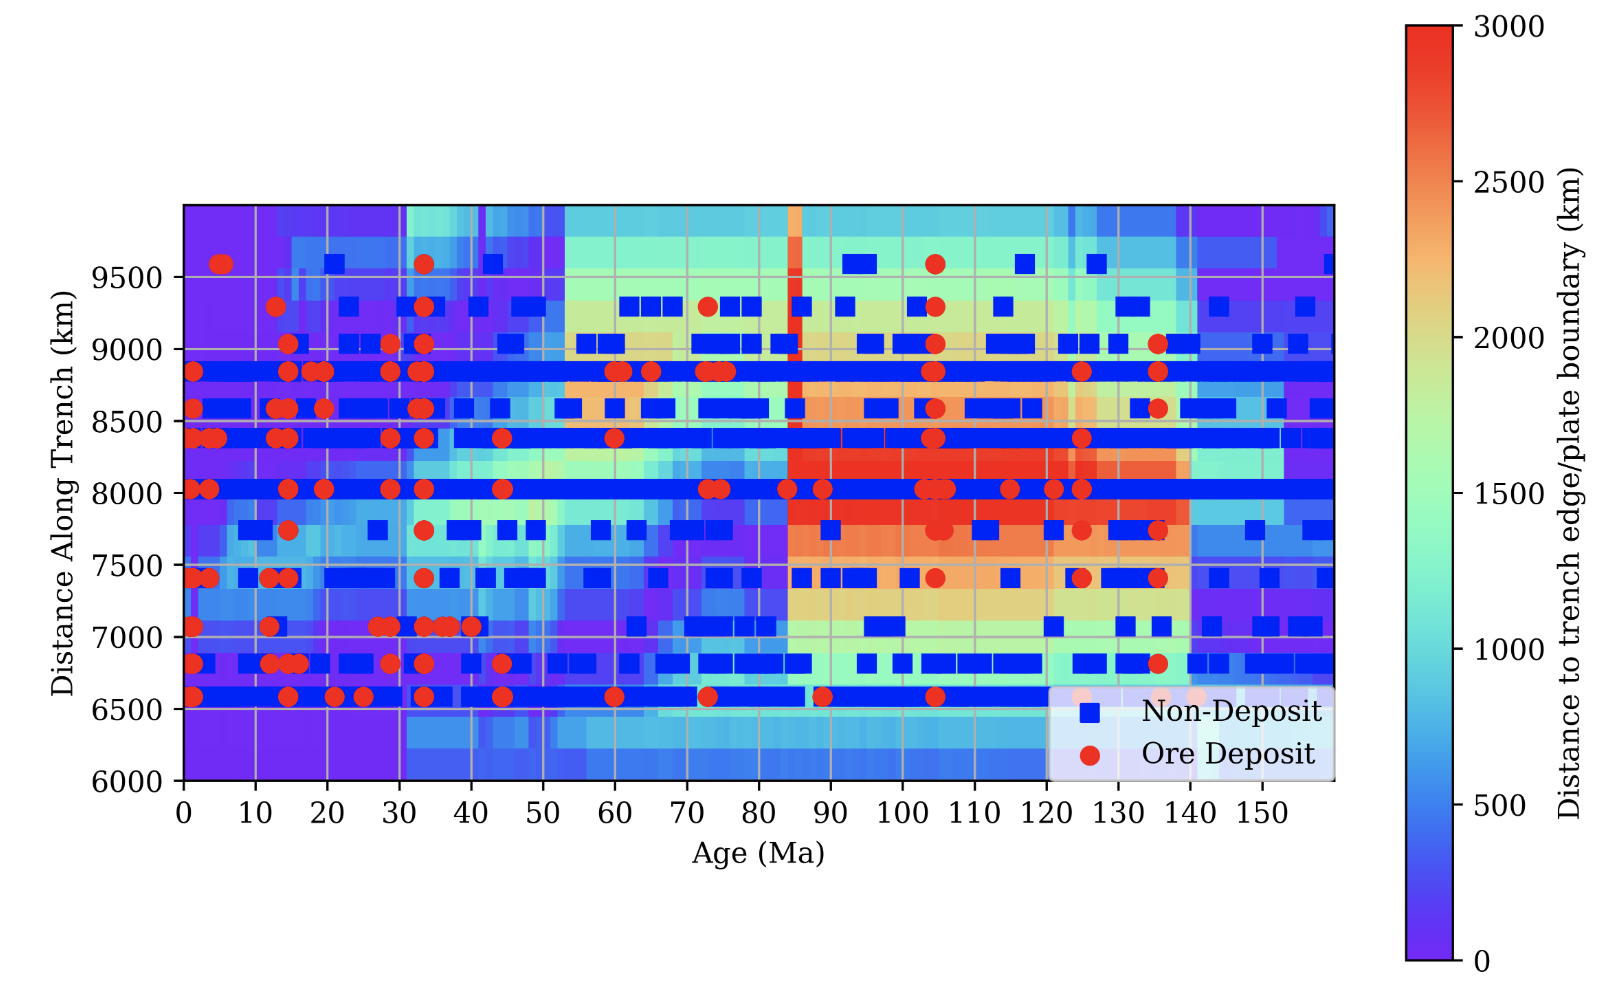 3000
2500
2000
1500
1000
500
0
Distance to trench edge/plate boundary (km)
9500
9000
8500
8000
7500
7000
6500
6000
Distance Along Trench (km)
Non-Deposit
Ore Deposit
0 10 20 30 40 50 60 70 80 90 100 110 120 130 140 150
Age (Ma)